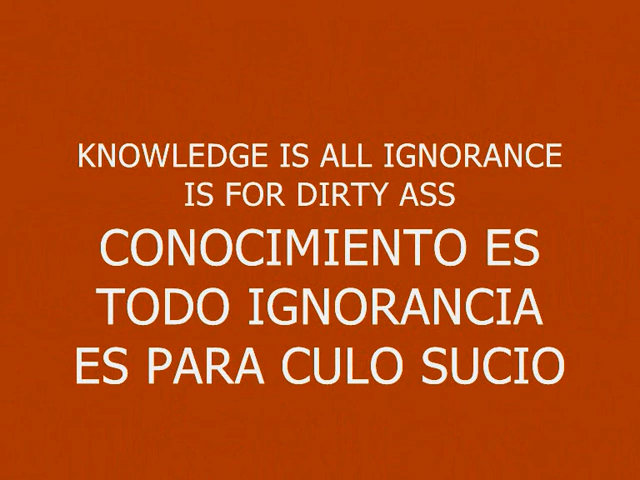 KNOWLEDGE IS ALL IGNORANCE
IS FOR DIRTY ASS
CONOCIMIENTO ES
TODO IGNORANCIA
ES PARA CULO SUCIO